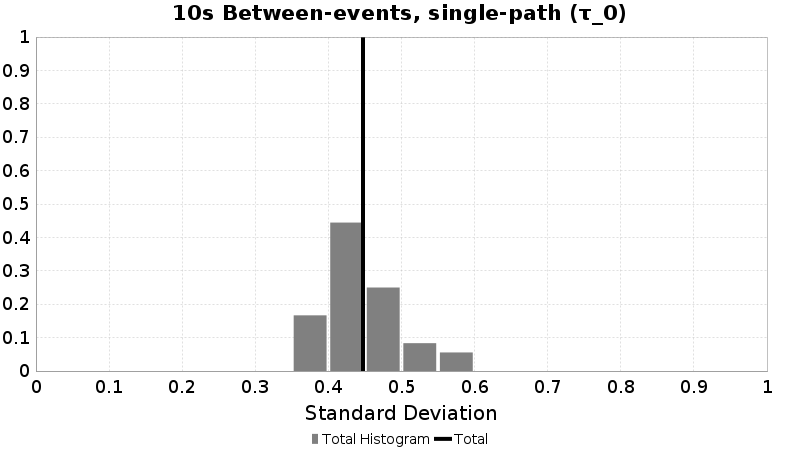 10s Between-events, single-path (τ_0)
1
0.9
0.8
0.7
0.6
0.5
0.4
0.3
0.2
0.1
0
0 0.1 0.2 0.3 0.4 0.5 0.6 0.7 0.8 0.9 1
Standard Deviation
Total Histogram Total